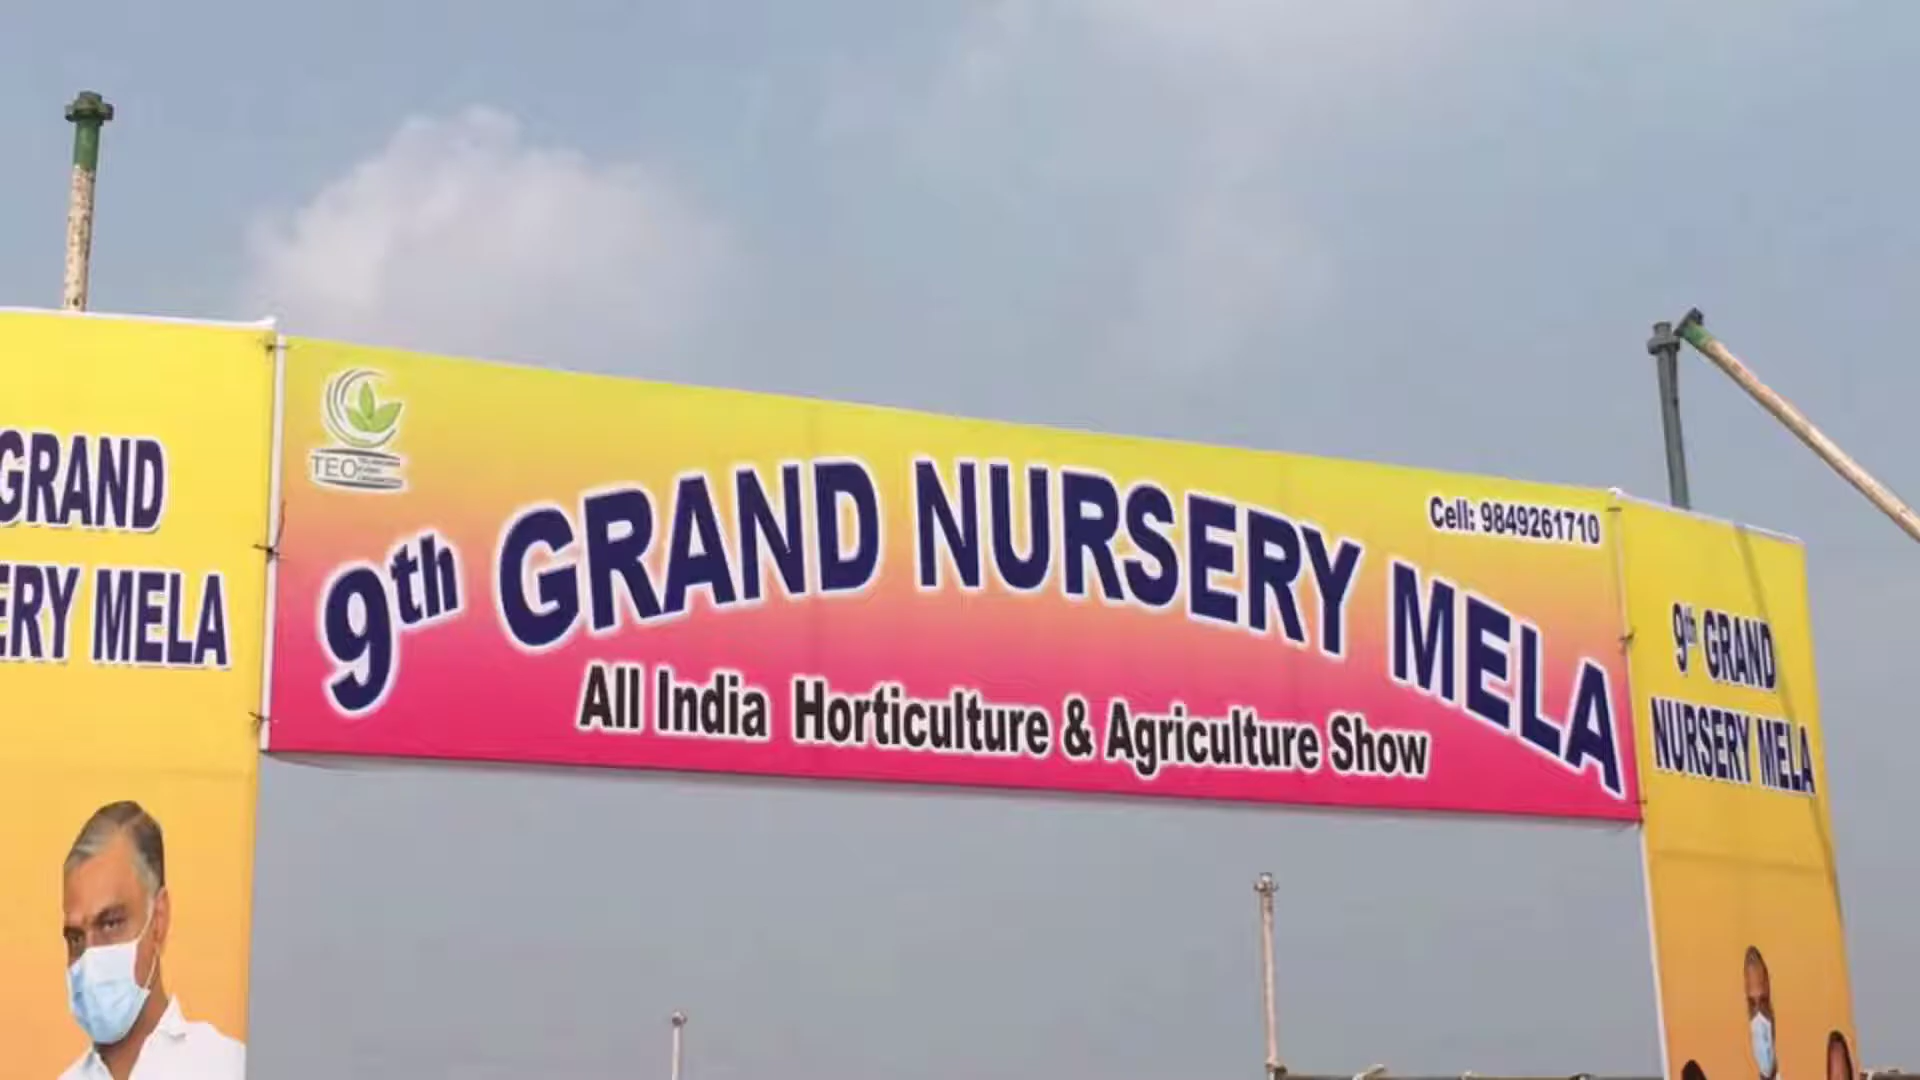 GRAND
ERY MELA
TEO
Cell: 9849261710
9th GRAND NURSERY MELA
All India Horticulture & Agriculture Show
9th GRAND
NURSERY MELA